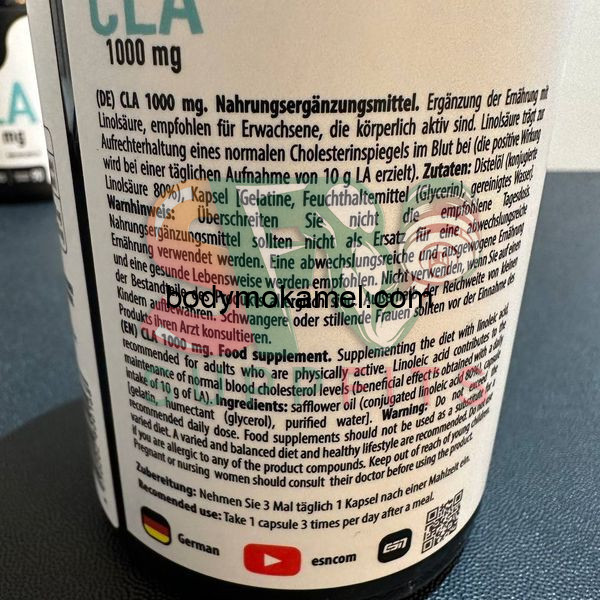 CLA
1000 mg
(DE) CLA 1000 mg. Nahrungsergänzungsmittel. Ergänzung der Ernährung mit
Linolsäure, empfohlen für Erwachsene, die körperlich aktiv sind. Linolsäure trägt zur
Aufrechterhaltung eines normalen Cholesterinspiegels im Blut bei (die positive Wirkung
wird bei einer täglichen Aufnahme von 10 g LA erzielt). Zutaten: Distelöl (konjugierte
Linolsäure 80%), Kapsel [Gelatine, Feuchthaltemittel (Glycerin), gereinigtes Wasser].
Warnhinweis: Überschreiten Sie nicht die empfohlene Tagesdosis.
Nahrungsergänzungsmittel sollten nicht als Ersatz für eine abwechslungsreiche
Ernährung verwendet werden. Eine abwechslungsreiche und ausgewogene Ernährung
und eine gesunde Lebensweise werden empfohlen. Nicht verwenden, wenn Sie auf einen
der Bestandteile allergisch Außerhalb der Reichweite von kleinen
Kindern aufbewahren. Schwangere oder stillende Frauen sollten vor der Einnahme des
Produkts ihren Arzt konsultieren.
bodymokamel.com
(EN) CLA 1000 mg. Food supplement. Supplementing the diet with linoleic acid,
recommended for adults who are physically active. Linoleic acid contributes to the
maintenance of normal blood cholesterol levels (beneficial effect is obtained with a daily
intake of 10 g of LA). Ingredients: safflower oil (conjugated linoleic acid 80%), capsule
[gelatin, humectant (glycerol), purified water]. Warning: Do not exceed the
recommended daily dose. Food supplements should not be used as a substitute for a
varied diet. A varied and balanced diet and healthy lifestyle are recommended. Do not
if you are allergic to any of the product compounds. Keep out of reach of young children.
Pregnant or nursing women should consult their doctor before using the product.
Zubereitung: Nehmen Sie 3 Mal täglich 1 Kapsel nach einer Mahlzeit ein.
Recomended use: Take 1 capsule 3 times per day after a meal.
German
esncom
ESN
LA
mg